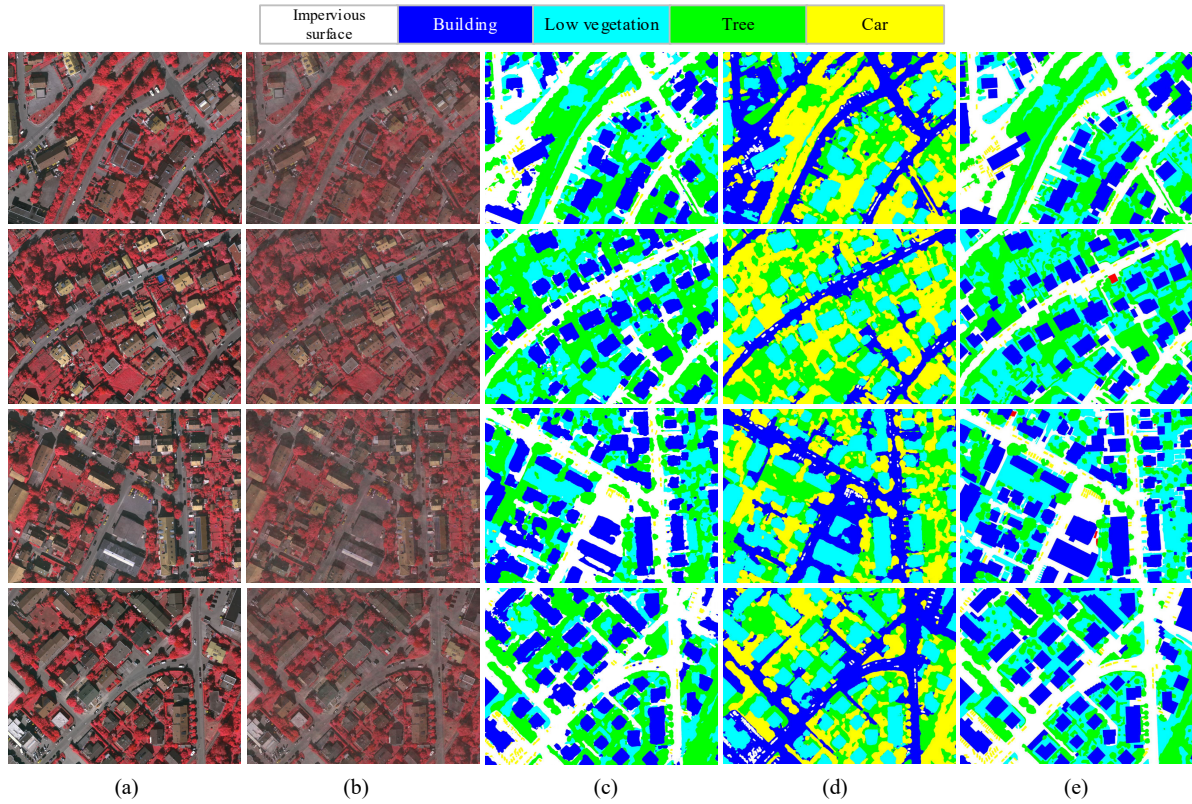 Impervious
surface
Building
Low vegetation
Tree
Car
(a)
(b)
(c)
(d)
(e)